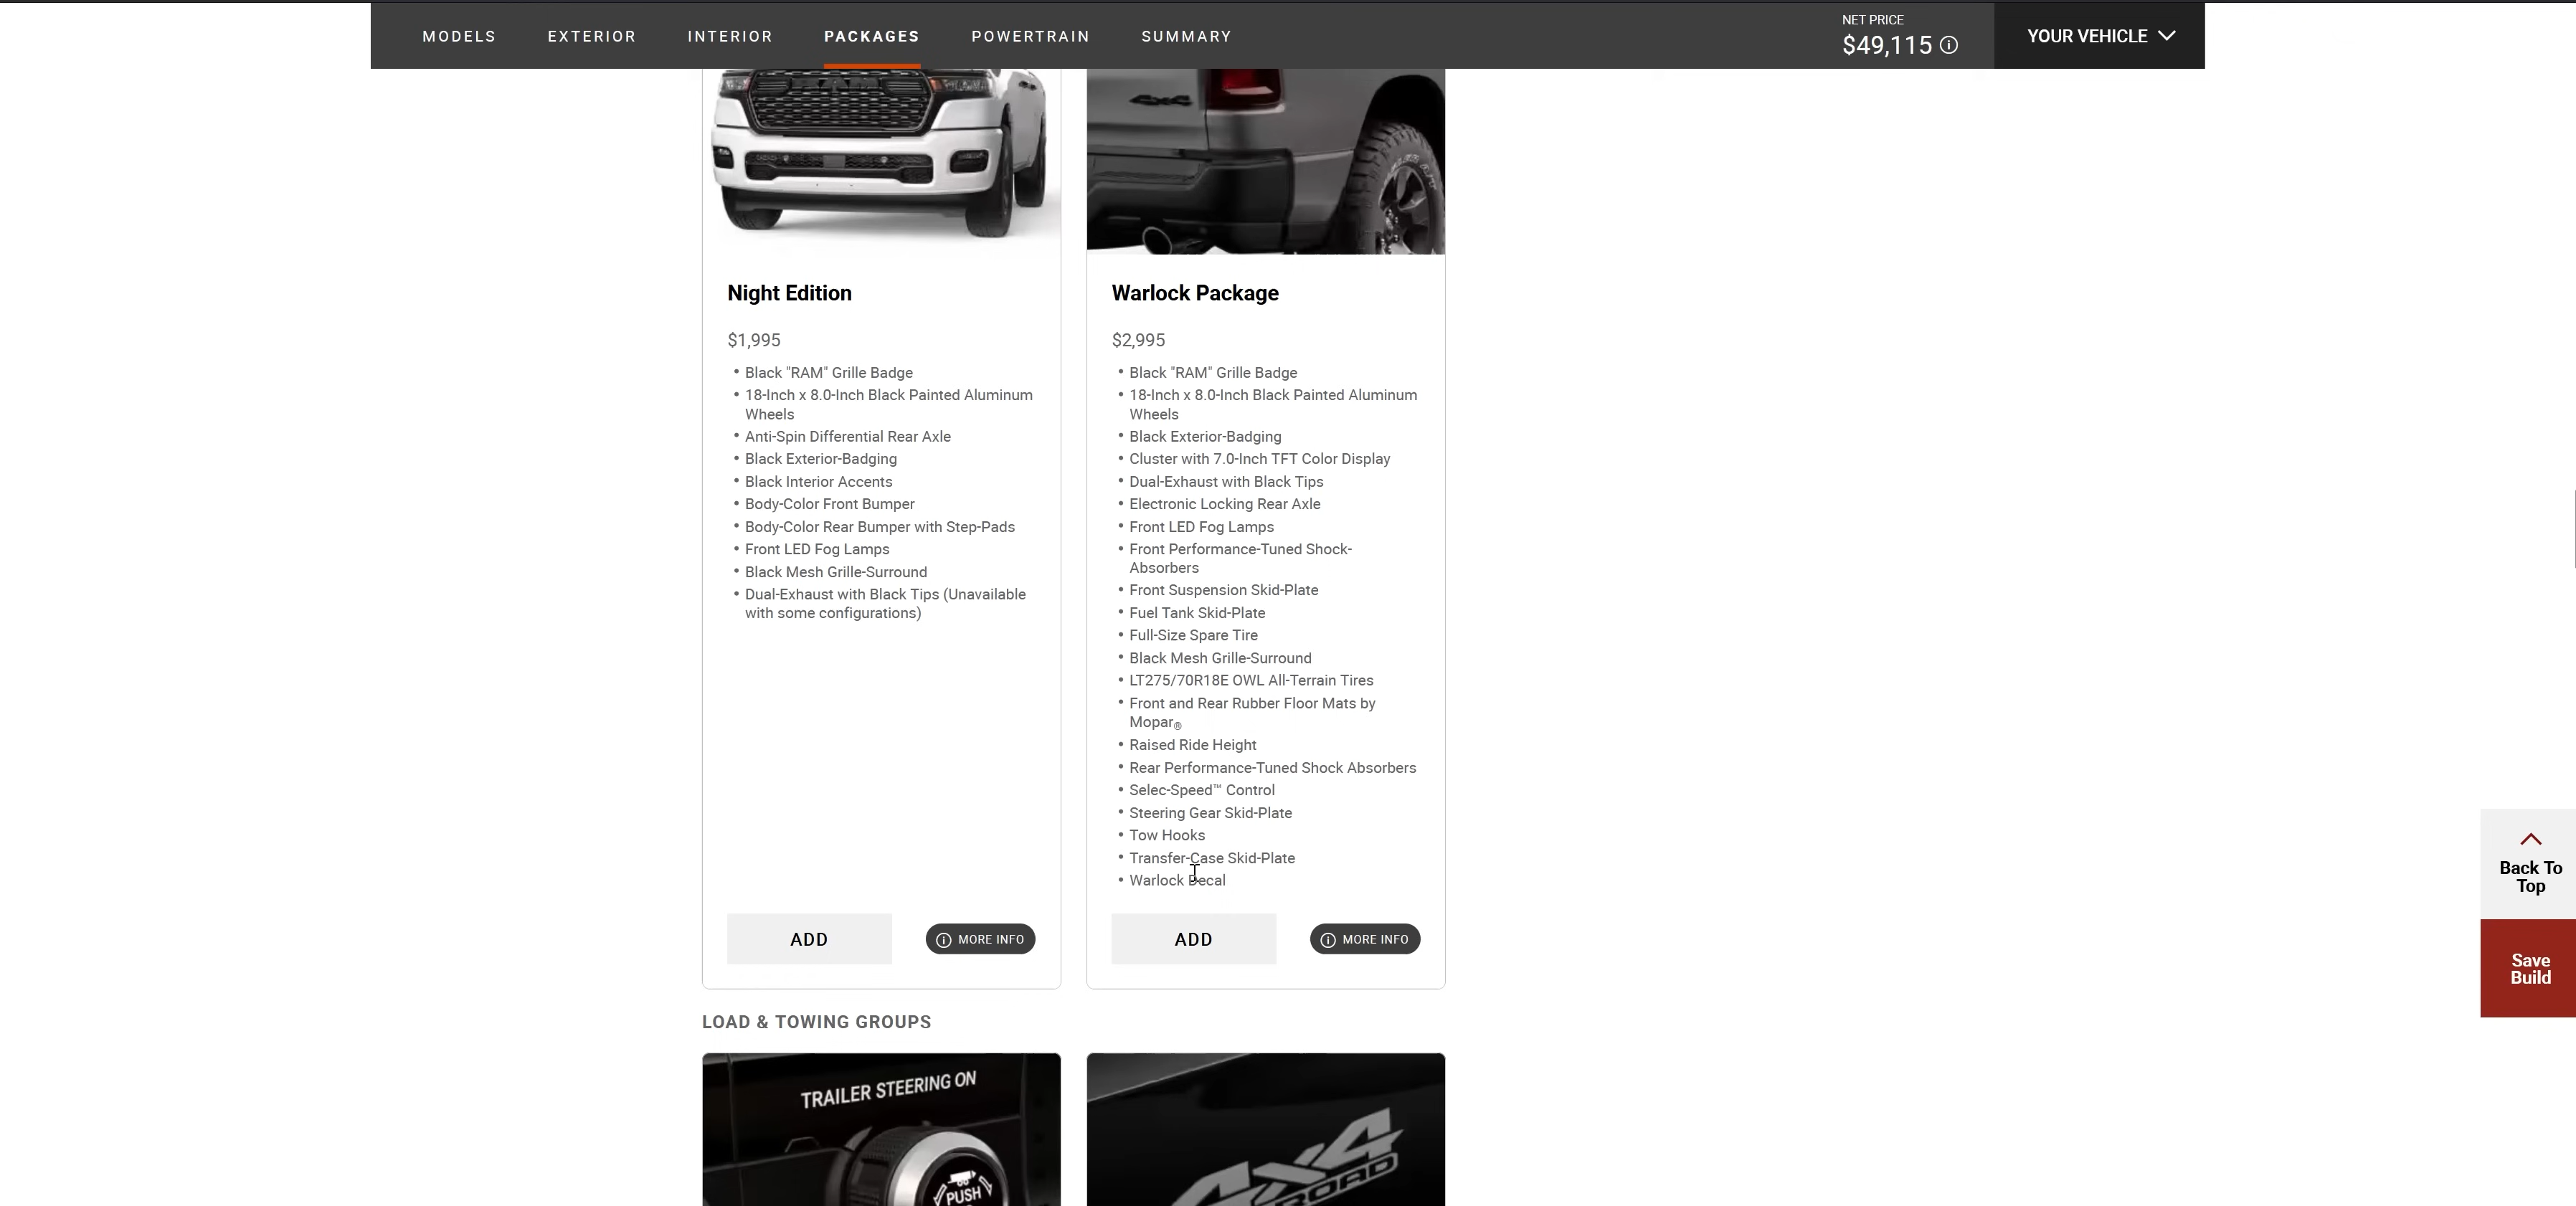 MODELS EXTERIOR INTERIOR PACKAGES POWERTRAIN SUMMARY
NET PRICE
$49,115
YOUR VEHICLE
RAM
4x4
Night Edition
$1,995
• Black "RAM" Grille Badge
• 18-Inch x 8.0-Inch Black Painted Aluminum
Wheels
• Anti-Spin Differential Rear Axle
• Black Exterior-Badging
• Black Interior Accents
• Body-Color Front Bumper
• Body-Color Rear Bumper with Step-Pads
• Front LED Fog Lamps
• Black Mesh Grille-Surround
• Dual-Exhaust with Black Tips (Unavailable
with some configurations)
ADD
MORE INFO
Warlock Package
$2,995
• Black "RAM" Grille Badge
• 18-Inch x 8.0-Inch Black Painted Aluminum
Wheels
• Black Exterior-Badging
• Cluster with 7.0-Inch TFT Color Display
• Dual-Exhaust with Black Tips
• Electronic Locking Rear Axle
• Front LED Fog Lamps
• Front Performance-Tuned Shock-
Absorbers
• Front Suspension Skid-Plate
• Fuel Tank Skid-Plate
• Full-Size Spare Tire
• Black Mesh Grille-Surround
• LT275/70R18E OWL All-Terrain Tires
• Front and Rear Rubber Floor Mats by
Mopar®
• Raised Ride Height
• Rear Performance-Tuned Shock Absorbers
• Selec-Speed™ Control
• Steering Gear Skid-Plate
• Tow Hooks
• Transfer-Case Skid-Plate
• Warlock Decal
ADD
MORE INFO
Back To
Top
Save
Build
LOAD & TOWING GROUPS
TRAILER STEERING ON
PUSH
4x4
ROAD